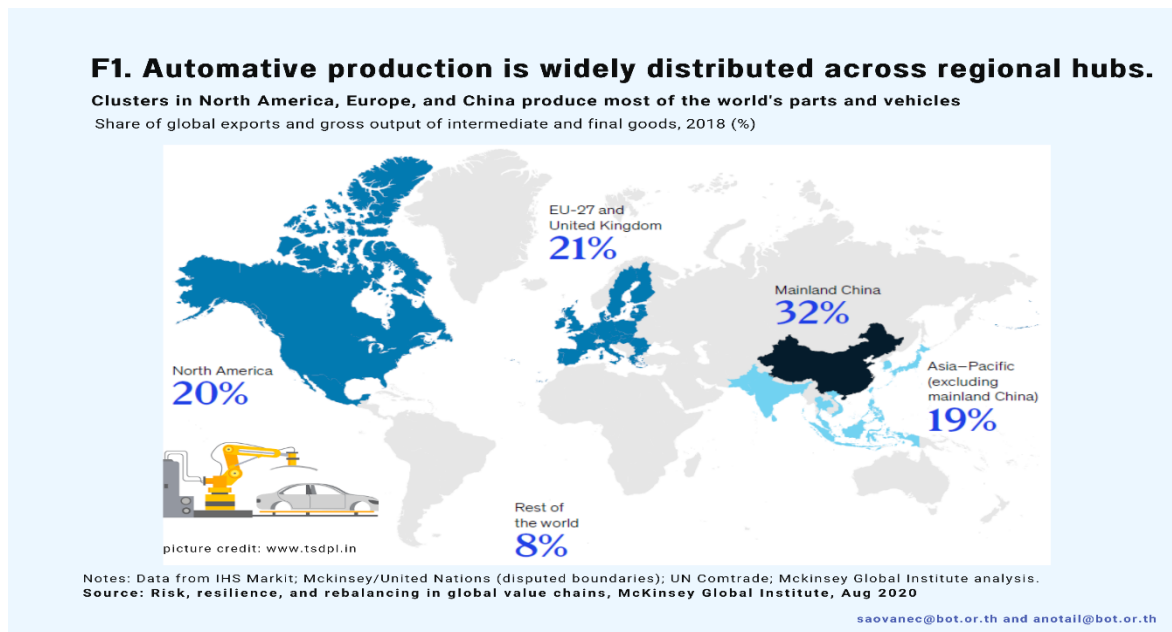 F1. Automative production is widely distributed across regional hubs.
Clusters in North America, Europe, and China produce most of the world's parts and vehicles
Share of global exports and gross output of intermediate and final goods, 2018 (%)
EU-27 and
United Kingdom
21%
Mainland China
32%
North America
20%
Asia–Pacific
(excluding
mainland China)
19%
Rest of
the world
8%
picture credit: www.tsdpl.in
Notes: Data from IHS Markit; Mckinsey/United Nations (disputed boundaries); UN Comtrade; Mckinsey Global Institute analysis.
Source: Risk, resilience, and rebalancing in global value chains, McKinsey Global Institute, Aug 2020
saovanec@bot.or.th and anotail@bot.or.th